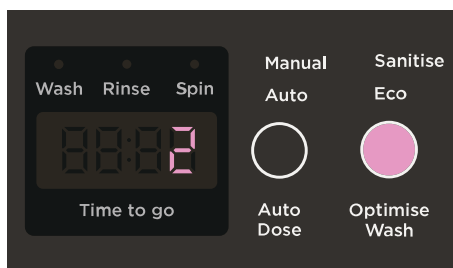 Wash Rinse Spin
2
Time to go
Manual Sanitise
Auto Eco
Auto Dose
Optimise Wash